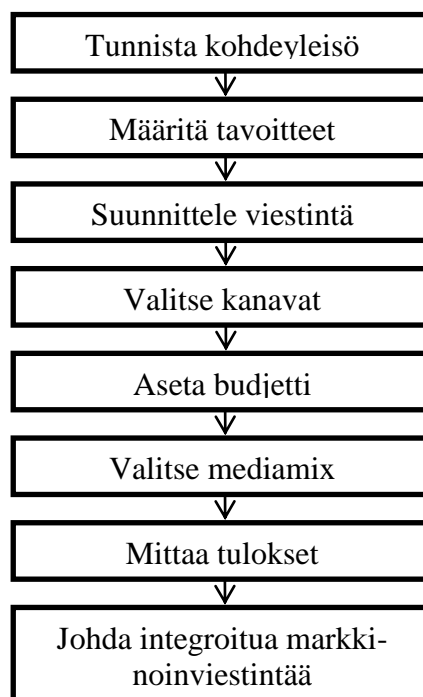 Tunnista kohdeyleisö
Määritä tavoitteet
Suunnittele viestintä
Valitse kanavat
Aseta budjetti
Valitse mediamix
Mittaa tulokset
Johda integroitua markki-
noinviestintää